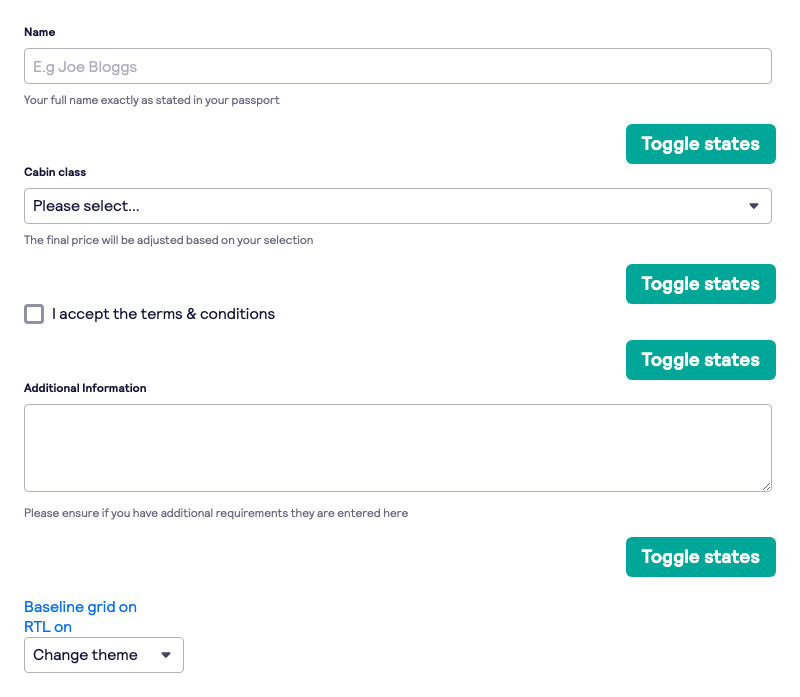 Name
E.g Joe Bloggs
Your full name exactly as stated in your passport
Toggle states
Cabin class
Please select...
The final price will be adjusted based on your selection
Toggle states
I accept the terms & conditions
Toggle states
Additional Information
Please ensure if you have additional requirements they are entered here
Toggle states
Baseline grid on
RTL on
Change theme